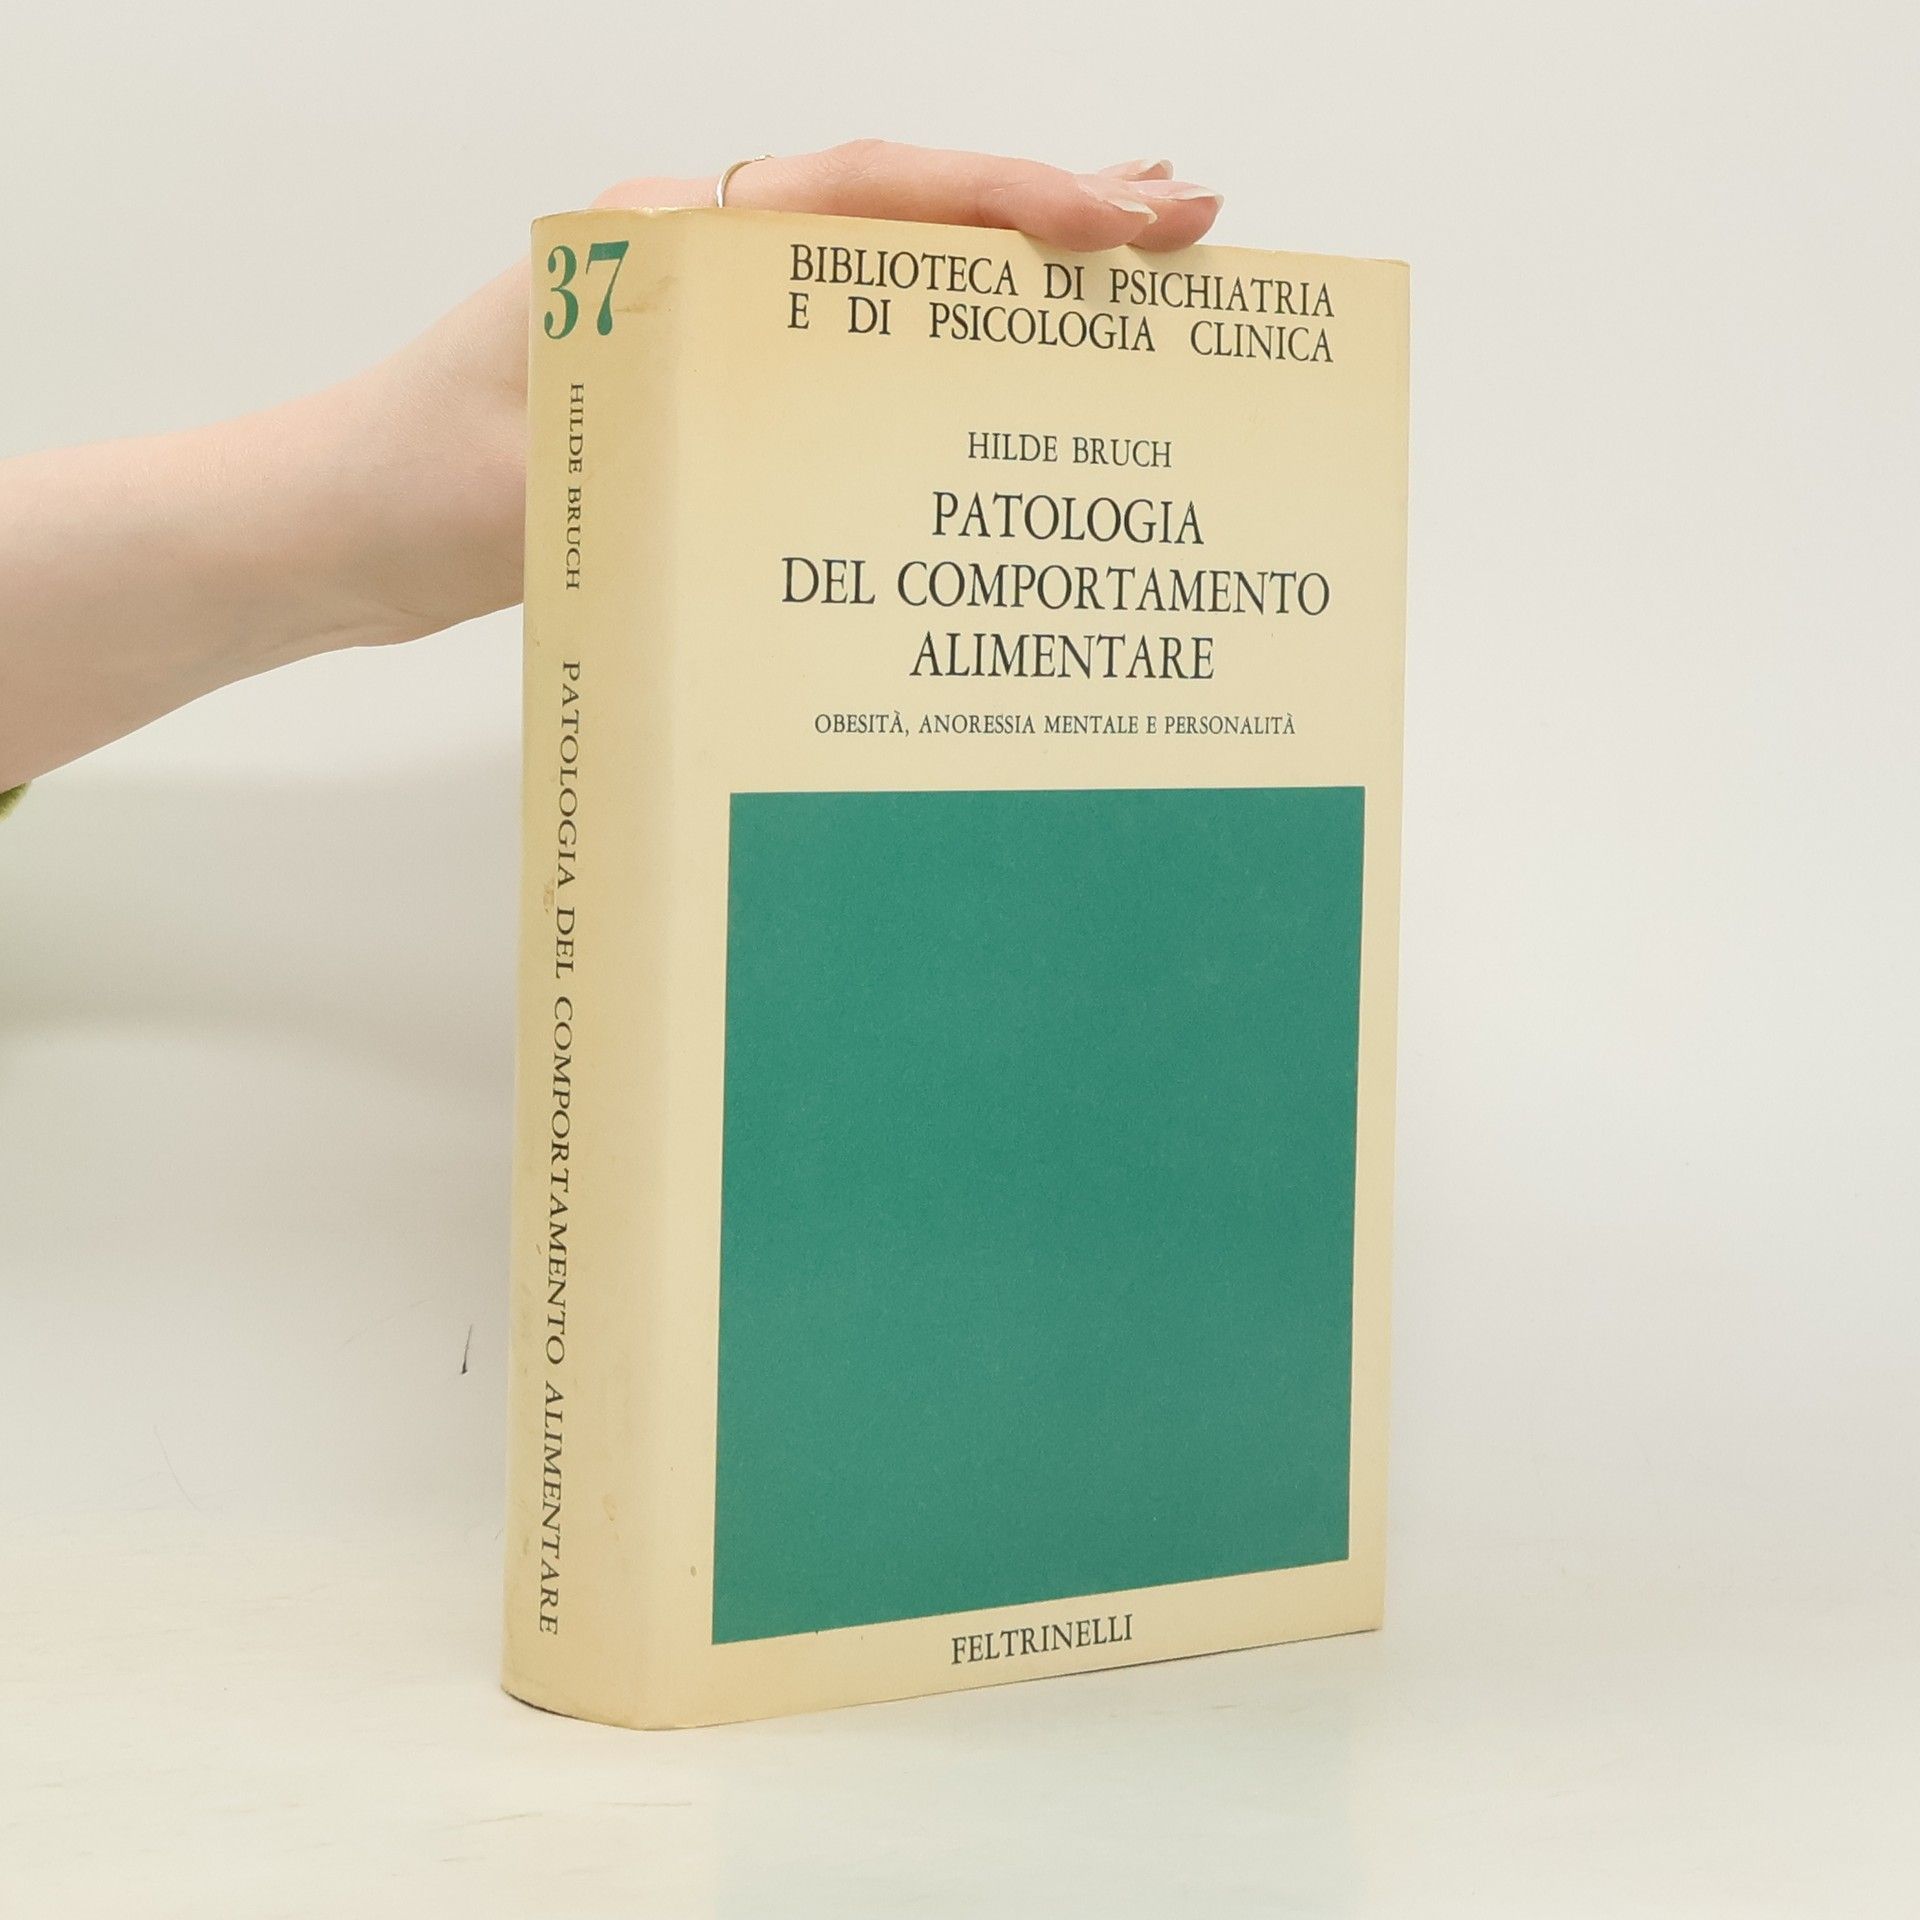 37
HILDE BRUCH PATOLOGIA DEL COMPORTAMENTO ALIMENTARE
BIBLIOTECA DI PSICHIATRIA
E DI PSICOLOGIA CLINICA
HILDE BRUCH
PATOLOGIA
DEL COMPORTAMENTO
ALIMENTARE
OBESITÀ, ANORESSIA MENTALE E PERSONALITÀ
FELTRINELLI